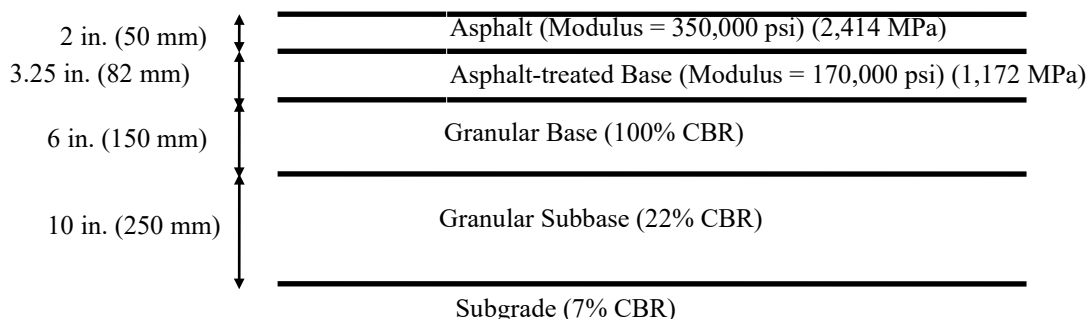 2 in. (50 mm)
Asphalt (Modulus = 350,000 psi) (2,414 MPa)
3.25 in. (82 mm)
Asphalt-treated Base (Modulus = 170,000 psi) (1,172 MPa)
6 in. (150 mm)
Granular Base (100% CBR)
10 in. (250 mm)
Granular Subbase (22% CBR)
Subgrade (7% CBR)